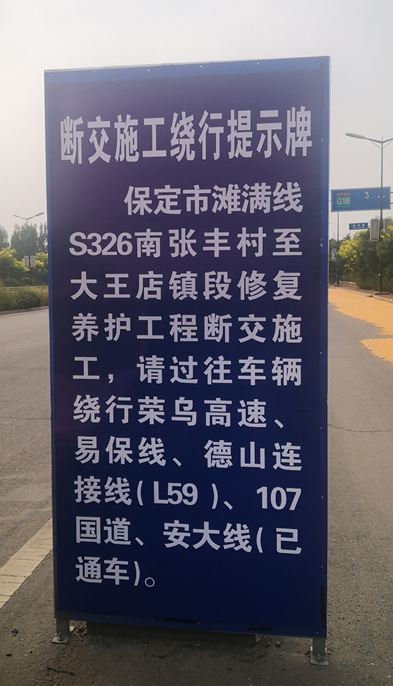 断交施工绕行提示牌
保定市滩满线
S326南张丰村至
大王店镇段修复
养护工程断交施
工，请过往车辆
绕行荣乌高速、
易保线、德山连
接线(L59)、107
国道、安大线(已
通车)。
G18 3